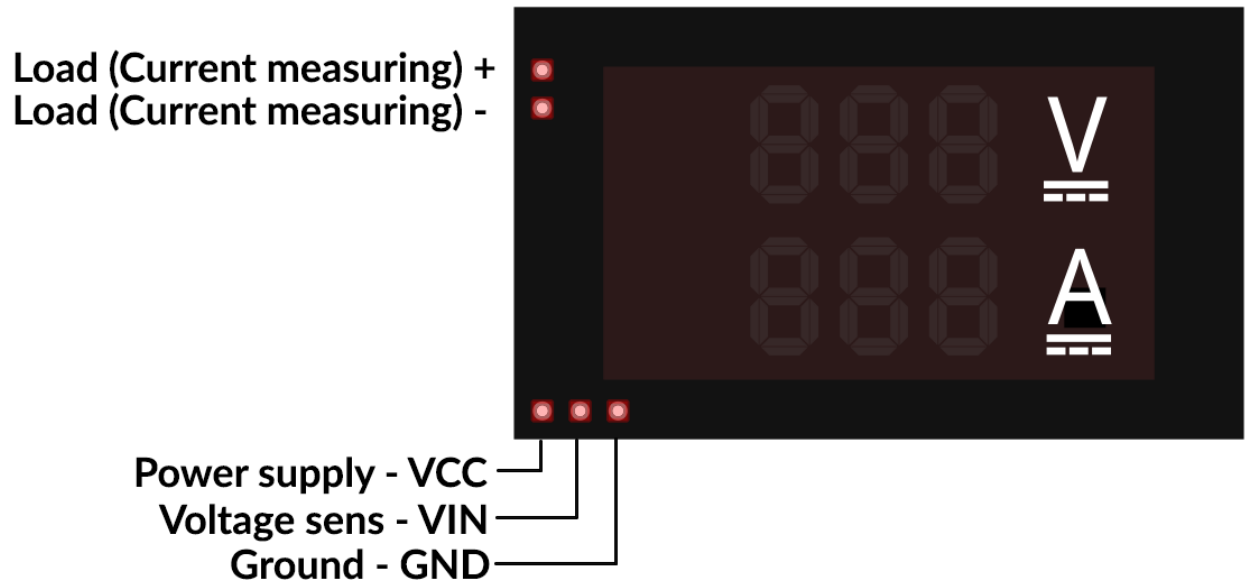 Load (Current measuring) +
Load (Current measuring) -
V
A
Power supply - VCC
Voltage sens - VIN
Ground - GND